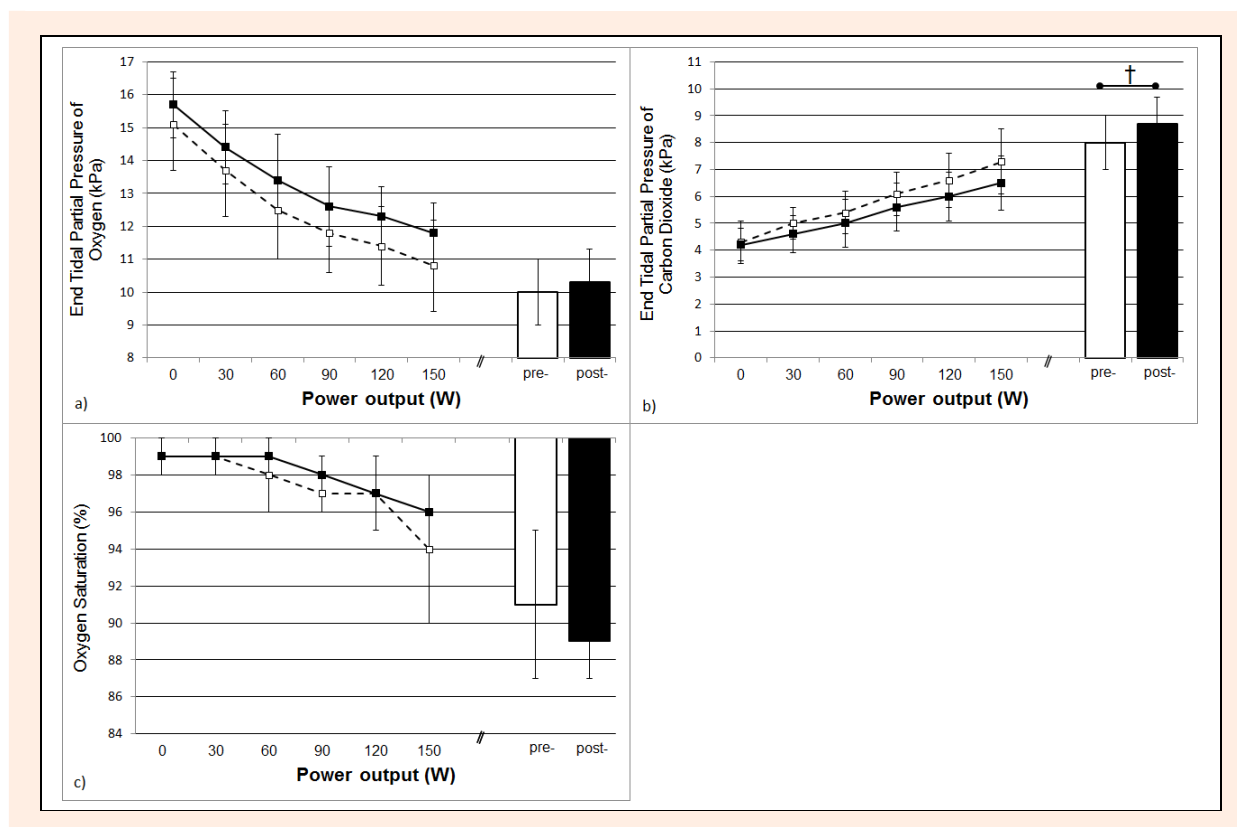 End Tidal Partial Pressure of
Oxygen (kPa)
17
16
15
14
13
12
11
10
9
8
0 30 60 90 120 150 // pre- post-
Power output (W)
a)
End Tidal Partial Pressure of
Carbon Dioxide (kPa)
†
11
10
9
8
7
6
5
4
3
2
1
0
0 30 60 90 120 150 // pre- post-
Power output (W)
b)
Oxygen Saturation (%)
100
98
96
94
92
90
88
86
84
0 30 60 90 120 150 // pre- post-
Power output (W)
c)